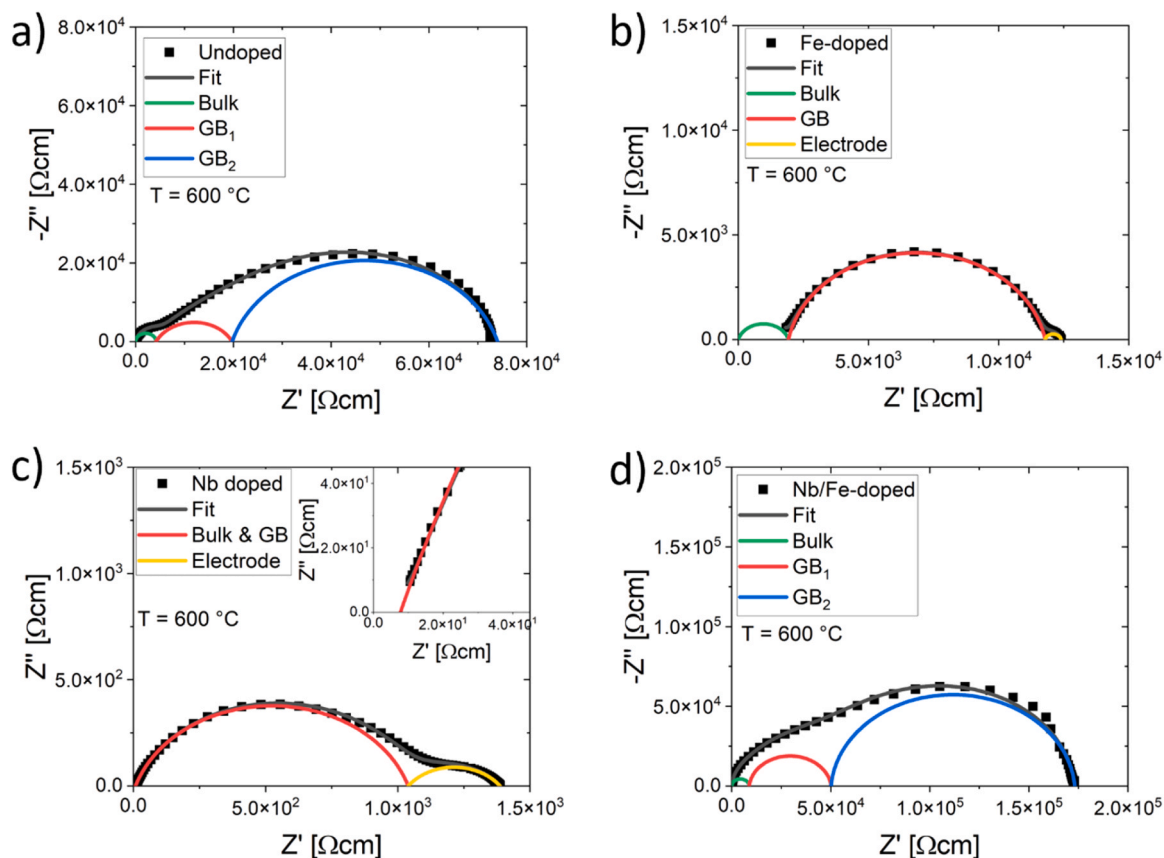 a)
8.0×10⁴
6.0×10⁴
4.0×10⁴
2.0×10⁴
0.0
-Z'' [Ωcm]
Undoped
Fit
Bulk
GB₁
GB₂
T = 600 °C
0.0 2.0×10⁴ 4.0×10⁴ 6.0×10⁴ 8.0×10⁴
Z' [Ωcm]
b)
1.5×10⁴
1.0×10⁴
5.0×10³
0.0
-Z'' [Ωcm]
Fe-doped
Fit
Bulk
GB
Electrode
T = 600 °C
0.0 5.0×10³ 1.0×10⁴ 1.5×10⁴
Z' [Ωcm]
c)
1.5×10³
1.0×10³
5.0×10²
0.0
Z'' [Ωcm]
Nb doped
Fit
Bulk & GB
Electrode
T = 600 °C
4.0×10¹
2.0×10¹
0.0
Z'' [Ωcm]
0.0 2.0×10¹ 4.0×10¹
Z' [Ωcm]
0.0 5.0×10² 1.0×10³ 1.5×10³
Z' [Ωcm]
d)
2.0×10⁵
1.5×10⁵
1.0×10⁵
5.0×10⁴
0.0
-Z'' [Ωcm]
Nb/Fe-doped
Fit
Bulk
GB₁
GB₂
T = 600 °C
0.0 5.0×10⁴ 1.0×10⁵ 1.5×10⁵ 2.0×10⁵
Z' [Ωcm]